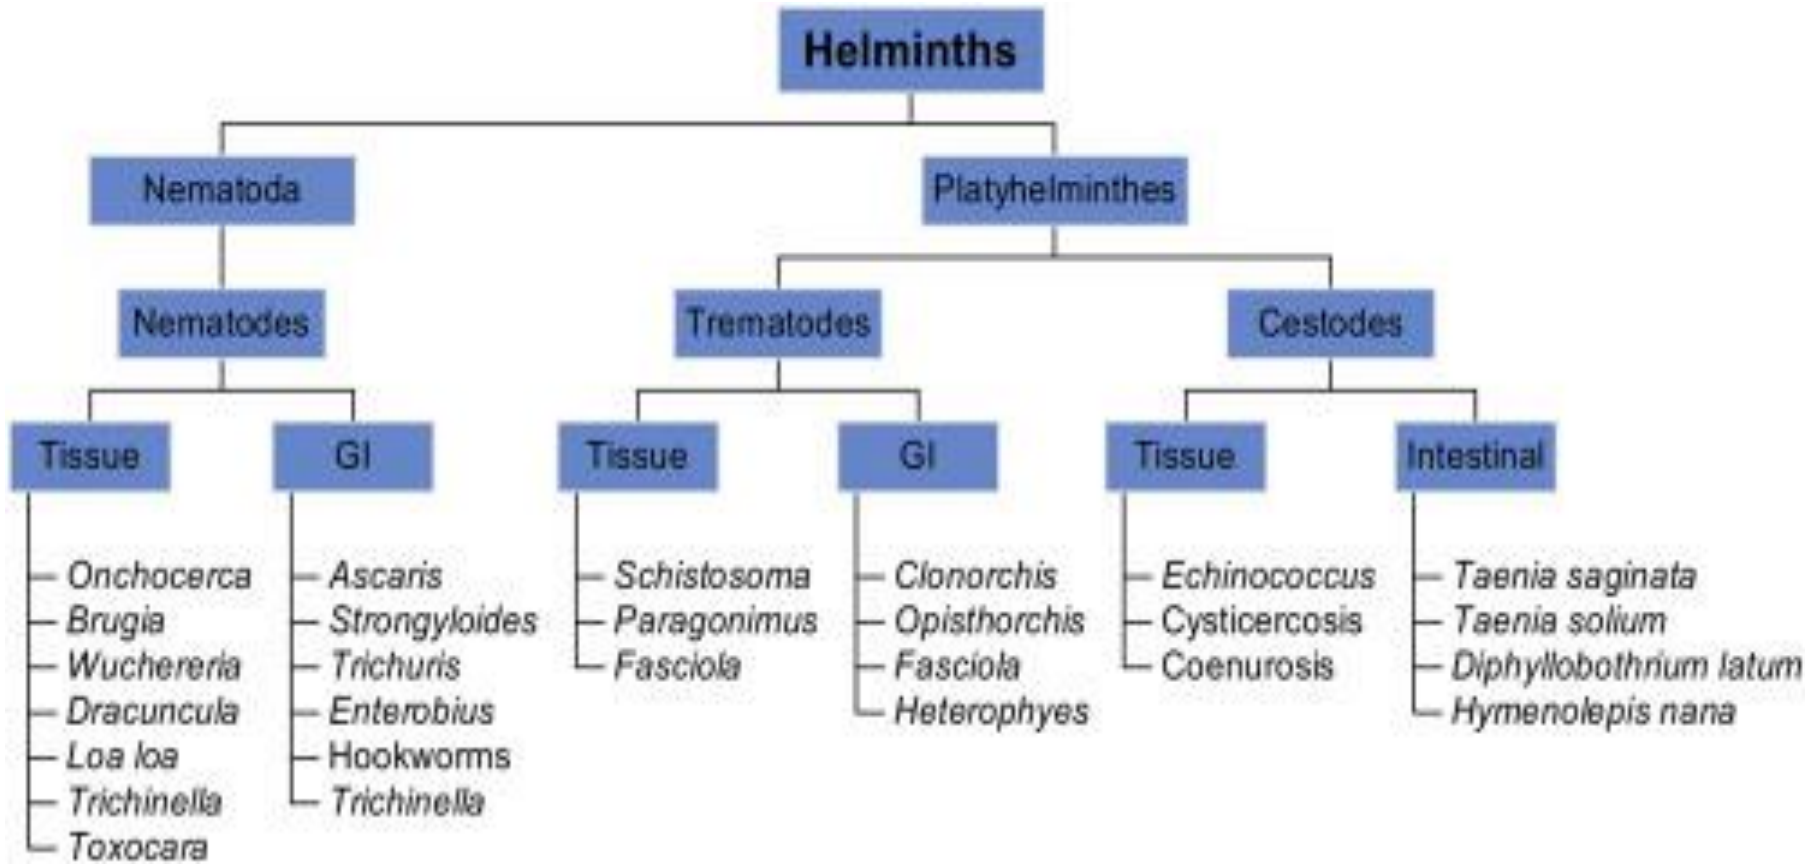 Helminths
Nematoda
Platyhelminthes
Nematodes
Trematodes
Cestodes
Tissue
GI
Tissue
GI
Tissue
Intestinal
Onchocerca
Brugia
Wuchereria
Dracuncula
Loa loa
Trichinella
Toxocara
Ascaris
Strongyloides
Trichuris
Enterobius
Hookworms
Trichinella
Schistosoma
Paragonimus
Fasciola
Clonorchis
Opisthorchis
Fasciola
Heterophyes
Echinococcus
Cysticercosis
Coenurosis
Taenia saginata
Taenia solium
Diphyllobothrium latum
Hymenolepis nana